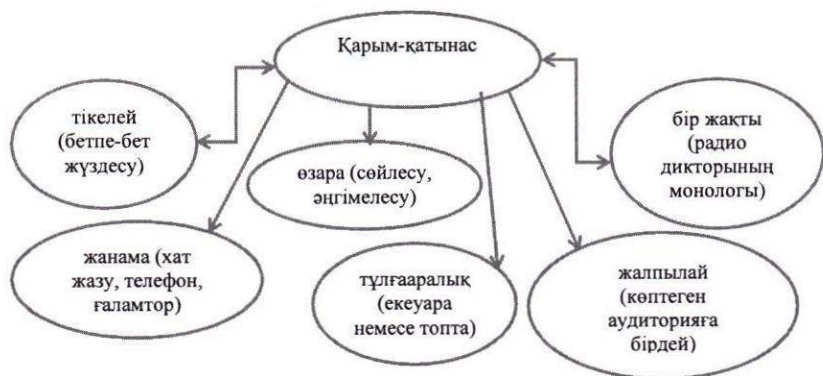 Қарым-қатынас
тікелей
(бетпе-бет
жүздесу)
өзара (сөйлесу,
әңгімелесу)
бір жақты
(радио
дикторының
монологы)
жанама (хат
жазу, телефон,
ғаламтор)
тұлғааралық
(екеуара
немесе топта)
жалпылай
(көптеген
аудиторияға
бірдей)